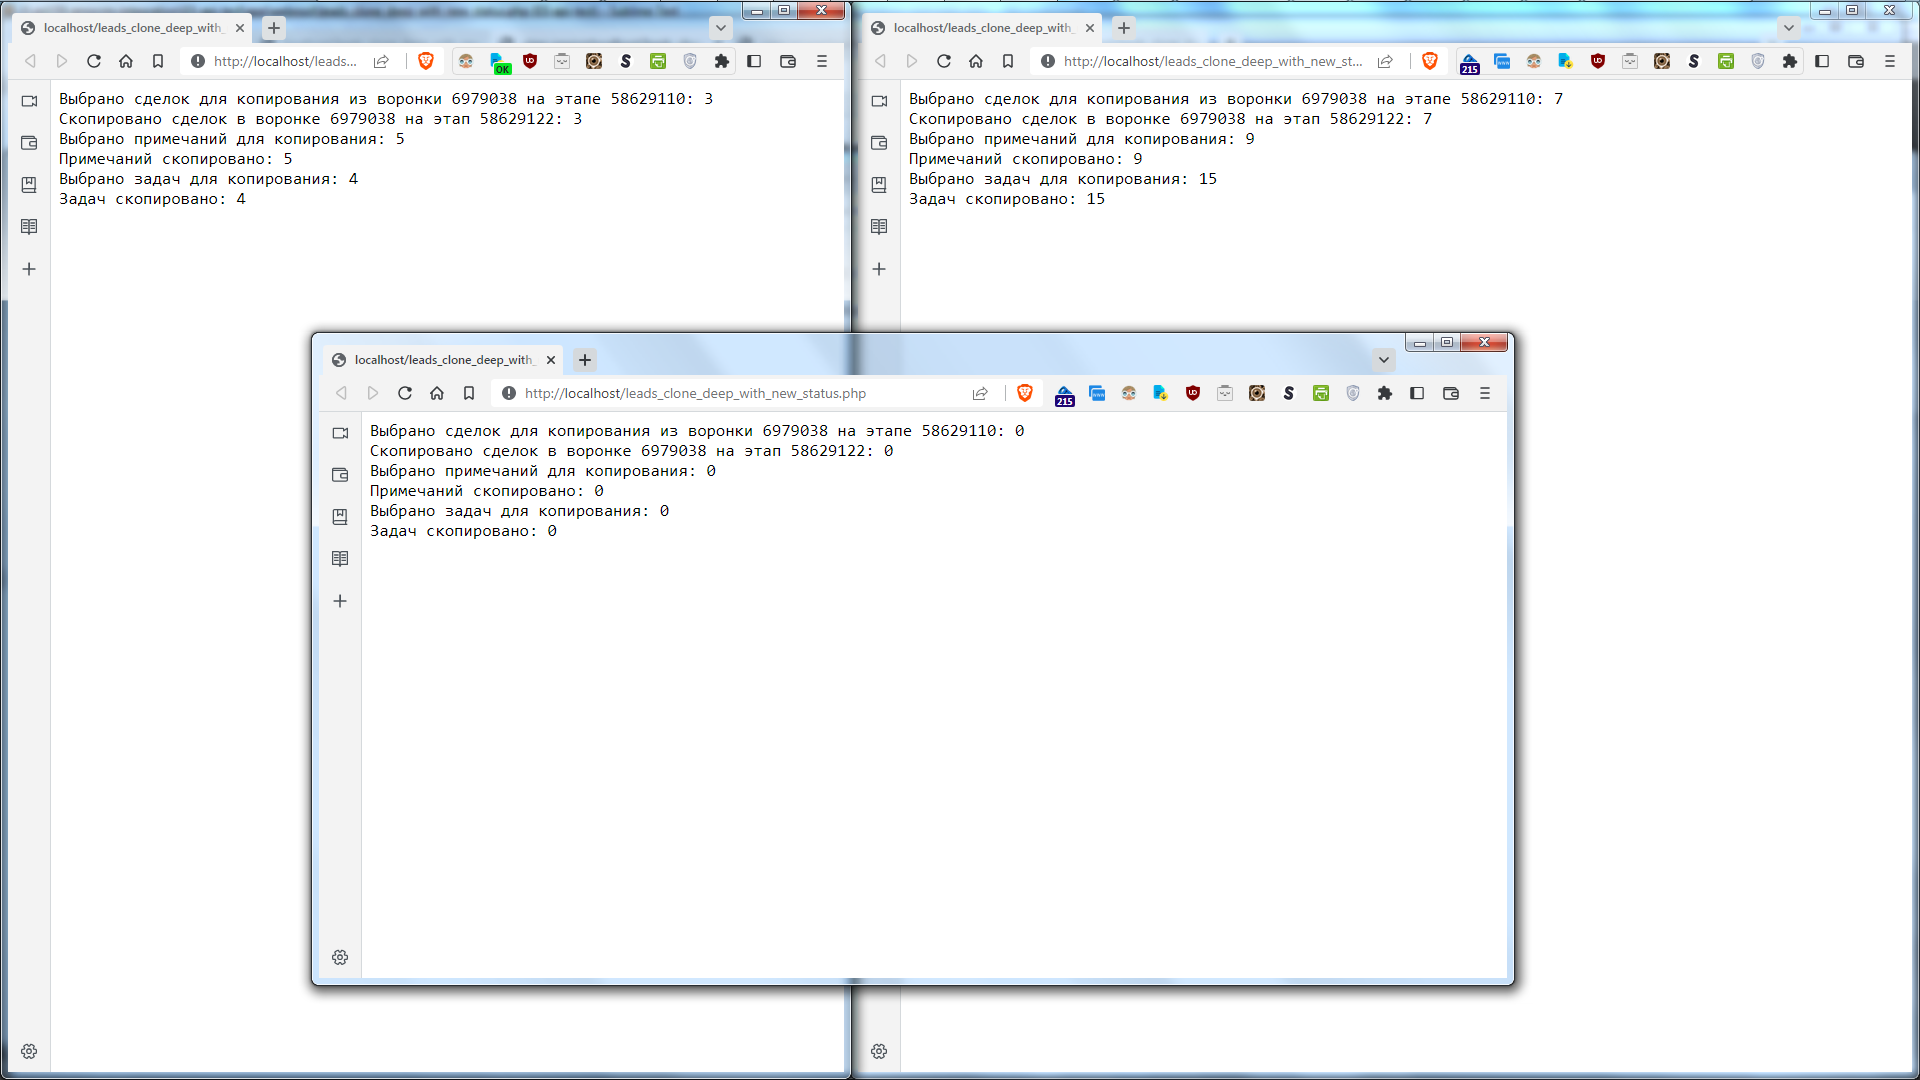 localhost/leads_clone_deep_with_
http://localhost/leads...
OK
Выбрано сделок для копирования из воронки 6979038 на этапе 58629110: 3
Скопировано сделок в воронке 6979038 на этап 58629122: 3
Выбрано примечаний для копирования: 5
Примечаний скопировано: 5
Выбрано задач для копирования: 4
Задач скопировано: 4
localhost/leads_clone_deep_with_
http://localhost/leads_clone_deep_with_new_st...
215
Выбрано сделок для копирования из воронки 6979038 на этапе 58629110: 7
Скопировано сделок в воронке 6979038 на этап 58629122: 7
Выбрано примечаний для копирования: 9
Примечаний скопировано: 9
Выбрано задач для копирования: 15
Задач скопировано: 15
localhost/leads_clone_deep_with_
http://localhost/leads_clone_deep_with_new_status.php
215
Выбрано сделок для копирования из воронки 6979038 на этапе 58629110: 0
Скопировано сделок в воронке 6979038 на этап 58629122: 0
Выбрано примечаний для копирования: 0
Примечаний скопировано: 0
Выбрано задач для копирования: 0
Задач скопировано: 0